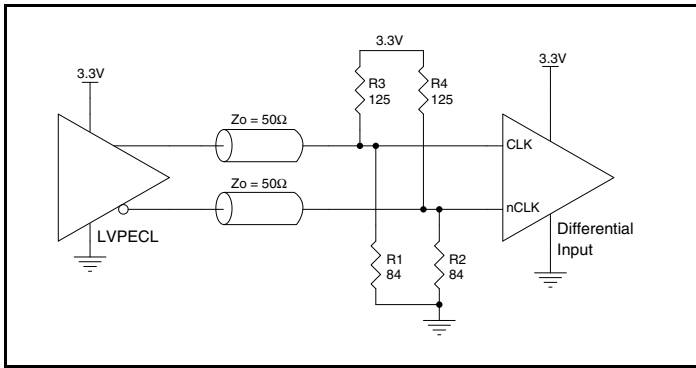 3.3V
3.3V
3.3V
R3
125
R4
125
Zo = 50Ω
CLK
Zo = 50Ω
nCLK
LVPECL
Differential
Input
R1
84
R2
84